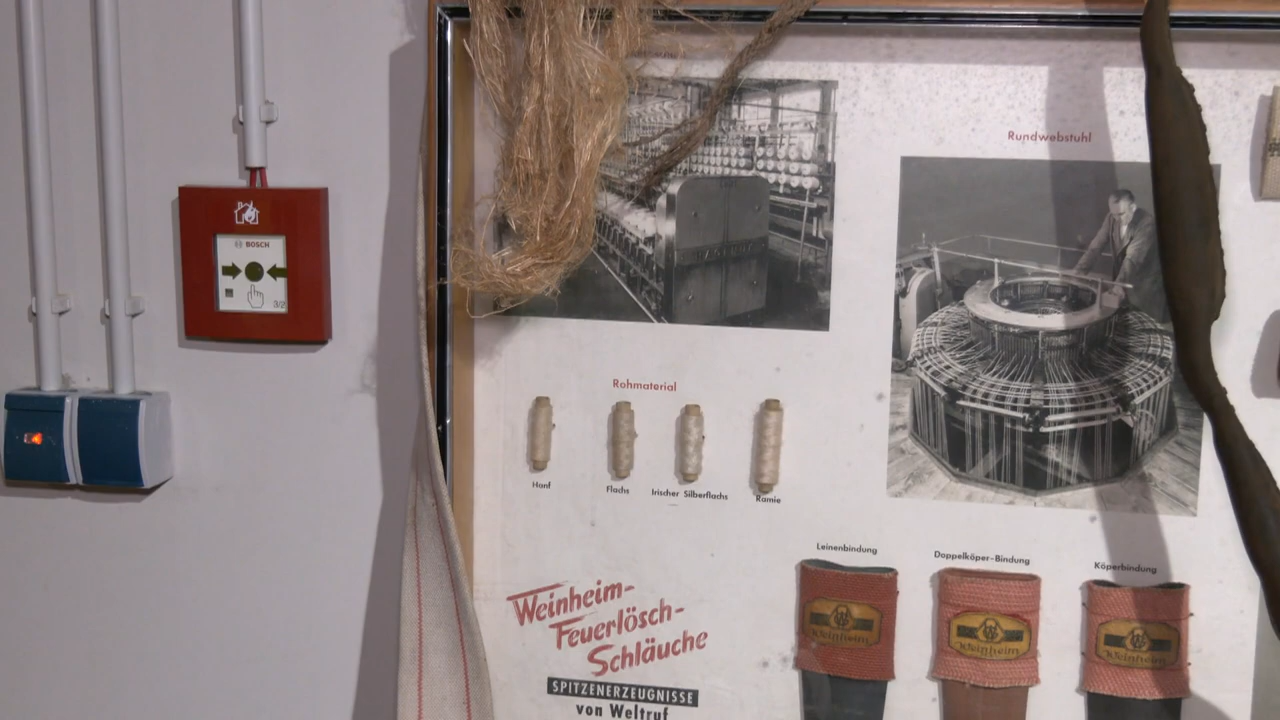 BOSCH
3/2
Rundwebstuhl
Rohmaterial
Hanf
Flachs
Irischer Silberflachs
Ramie
Leinenbindung
Doppelköper-Bindung
Köperbindung
Weinheim
Weinheim
Weinheim
Weinheim-
Feuerlösch-
Schläuche
SPITZENERZEUGNISSE
von Weltruf